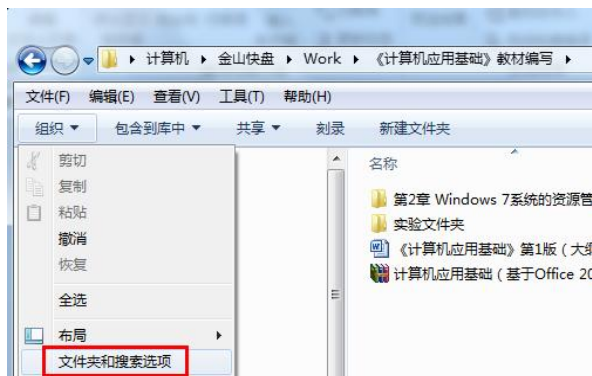 计算机 ▸ 金山快盘 ▸ Work ▸ 《计算机应用基础》教材编写 ▸
文件(F) 编辑(E) 查看(V) 工具(T) 帮助(H)
组织 ▼ 包含到库中 ▼ 共享 ▼ 刻录 新建文件夹
剪切
复制
粘贴
撤消
恢复
全选
布局
文件夹和搜索选项
名称
第2章 Windows 7系统的资源管
实验文件夹
《计算机应用基础》第1版（大纲
计算机应用基础（基于Office 20